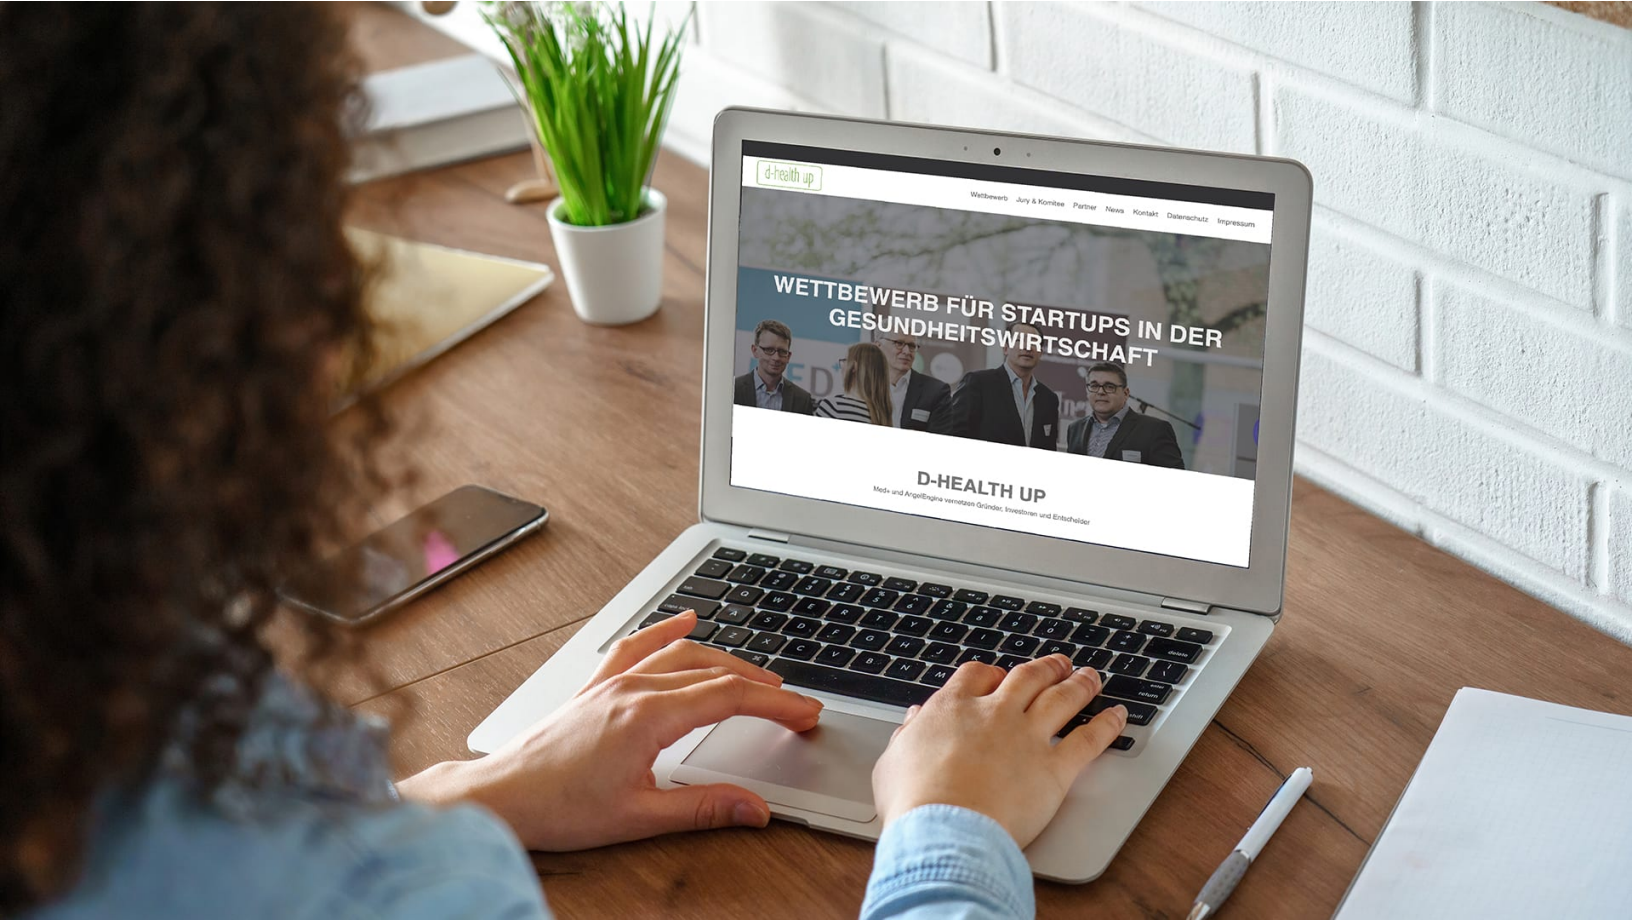 d-health up
Wettbewerb Jury & Komitee Partner News Kontakt Datenschutz Impressum
WETTBEWERB FÜR STARTUPS IN DER
GESUNDHEITSWIRTSCHAFT
D-HEALTH UP
Med+ und AngelEngine vernetzen Gründer, Investoren und Entscheider